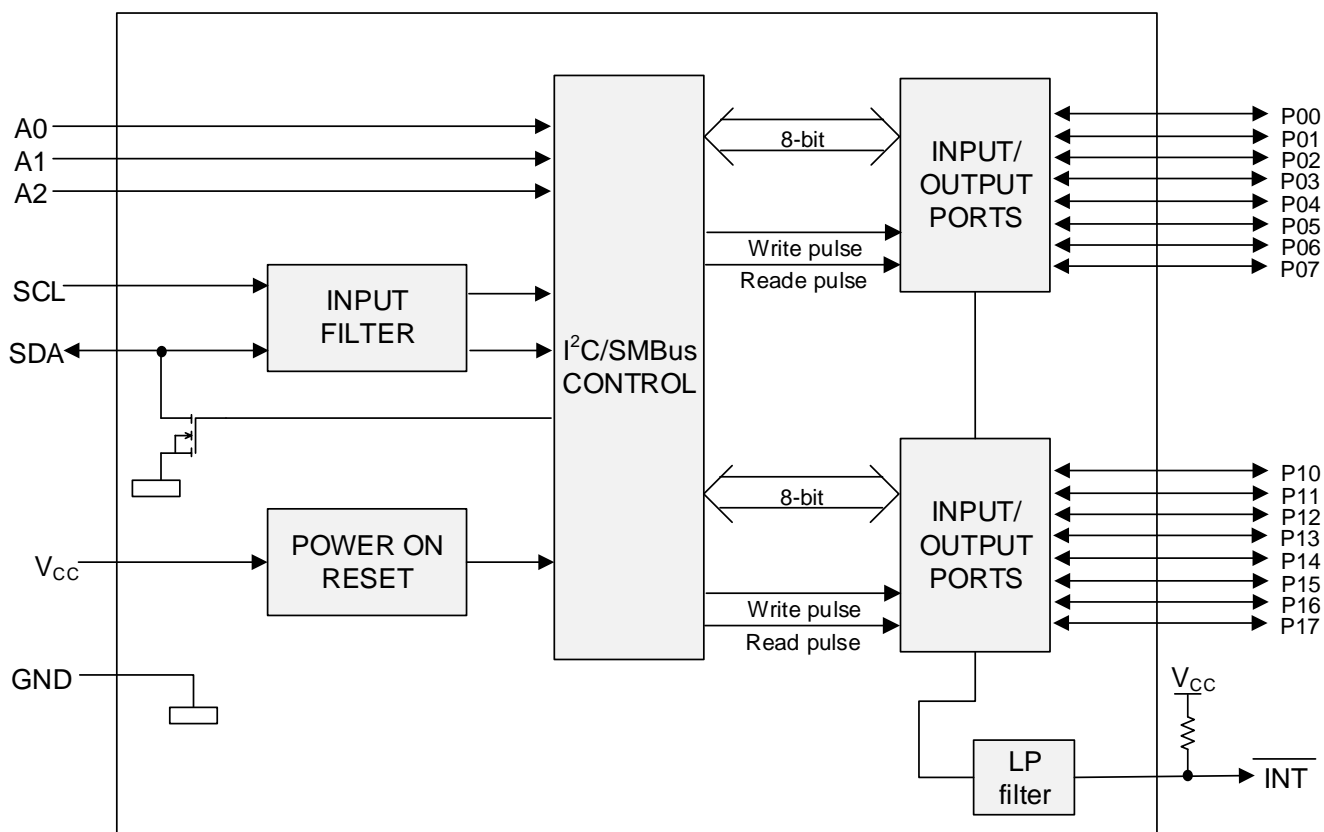 A0
A1
A2
SCL
SDA
V_CC
GND
INPUT
FILTER
POWER ON
RESET
I²C/SMBus
CONTROL
8-bit
Write pulse
Reade pulse
8-bit
Write pulse
Read pulse
INPUT/
OUTPUT
PORTS
INPUT/
OUTPUT
PORTS
LP
filter
P00
P01
P02
P03
P04
P05
P06
P07
P10
P11
P12
P13
P14
P15
P16
P17
V_CC
INT